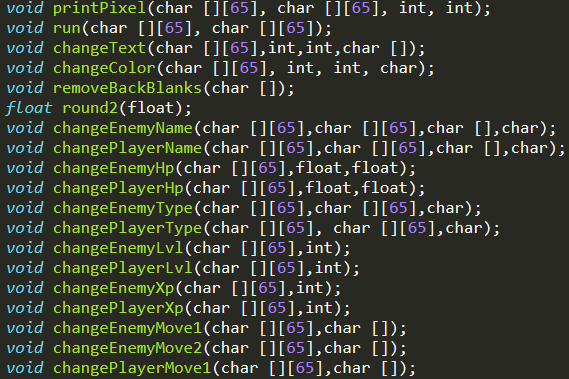 void printPixel(char [][65], char [][65], int, int);
void run(char [][65], char [][65]);
void changeText(char [][65],int,int,char []);
void changeColor(char [][65], int, int, char);
void removeBackBlanks(char []);
float round2(float);
void changeEnemyName(char [][65],char [][65],char [],char);
void changePlayerName(char [][65],char [][65],char [],char);
void changeEnemyHp(char [][65],float,float);
void changePlayerHp(char [][65],float,float);
void changeEnemyType(char [][65],char [][65],char);
void changePlayerType(char [][65], char [][65],char);
void changeEnemyLvl(char [][65],int);
void changePlayerLvl(char [][65],int);
void changeEnemyXp(char [][65],int);
void changePlayerXp(char [][65],int);
void changeEnemyMove1(char [][65],char []);
void changeEnemyMove2(char [][65],char []);
void changePlayerMove1(char [][65],char []);